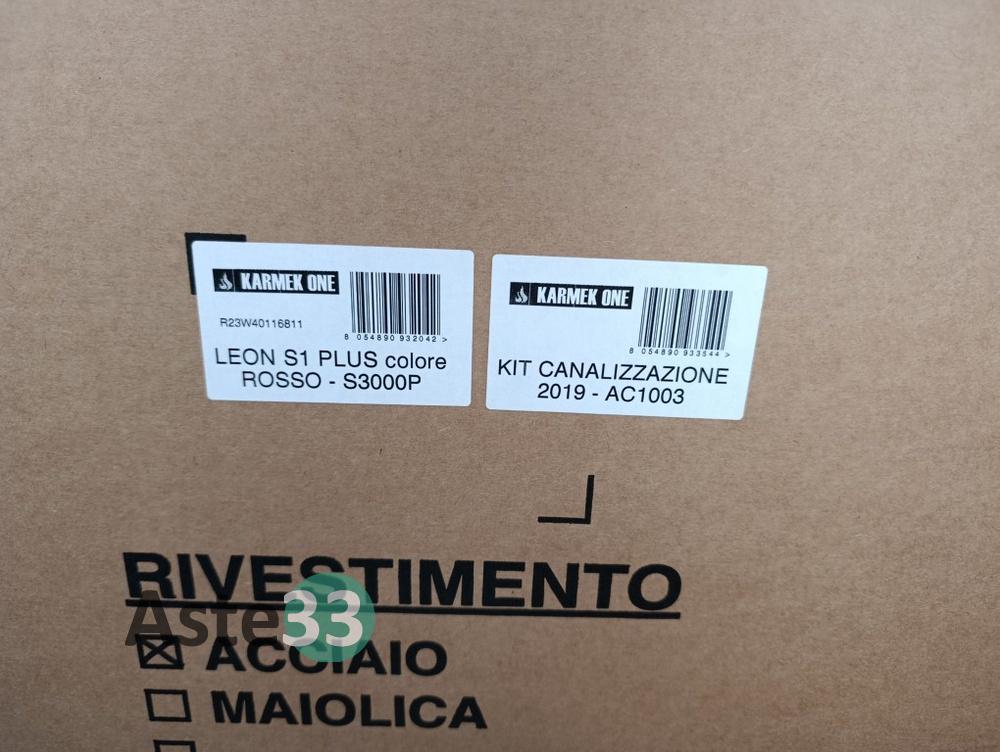 KARMEK ONE
R23W40116811
8 054890 932042 >
LEON S1 PLUS colore
ROSSO - S3000P
KARMEK ONE
8 054890 933544 >
KIT CANALIZZAZIONE
2019 - AC1003
RIVESTIMENTO
Aste33
ACCIAIO
MAIOLICA